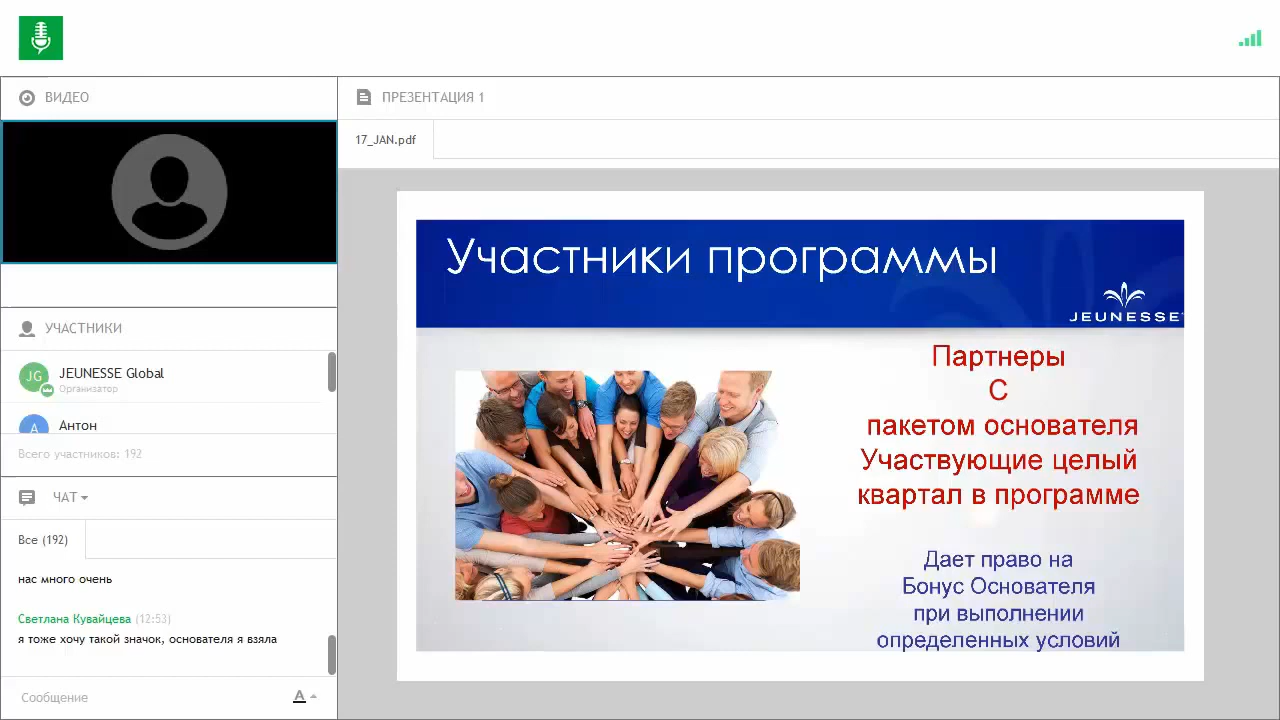 ВИДЕО
УЧАСТНИКИ
JG
JEUNESSE Global
Организатор
А
Антон
Всего участников: 192
ЧАТ
Все (192)
нас много очень
Светлана Кувайцева (12:53)
я тоже хочу такой значок, основателя я взяла
Сообщение
A
ПРЕЗЕНТАЦИЯ 1
17_JAN.pdf
Участники программы
JEUNESSE
Партнеры
С
пакетом основателя
Участвующие целый
квартал в программе
Дает право на
Бонус Основателя
при выполнении
определенных условий